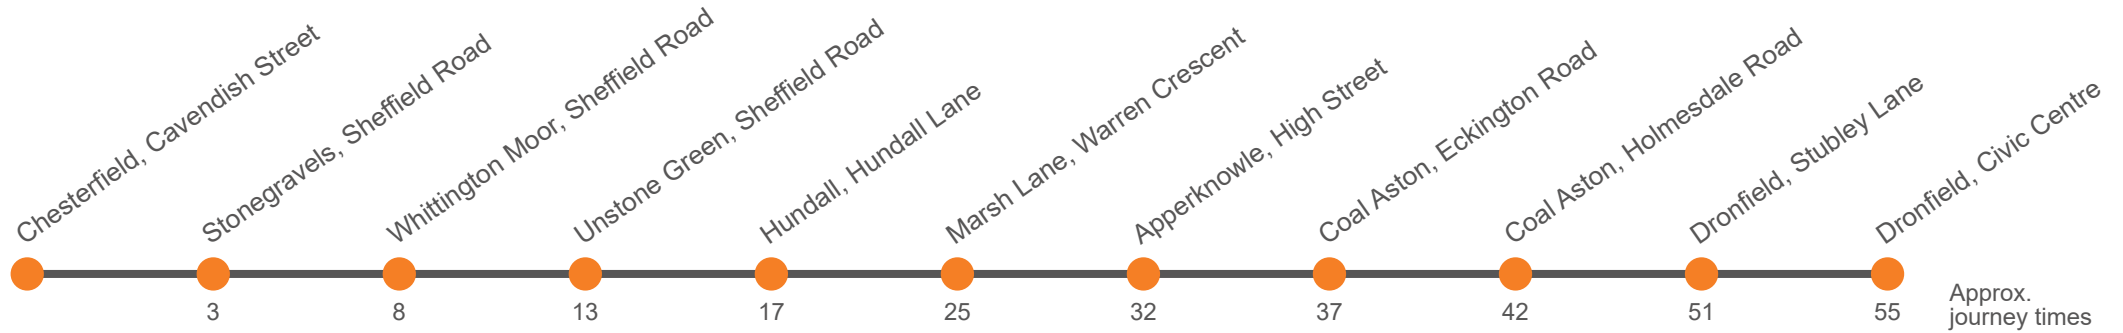 Chesterfield, Cavendish Street
Stonegravels, Sheffield Road
Whittington Moor, Sheffield Road
Unstone Green, Sheffield Road
Hundall, Hundall Lane
Marsh Lane, Warren Crescent
Apperknowle, High Street
Coal Aston, Eckington Road
Coal Aston, Holmesdale Road
Dronfield, Stubley Lane
Dronfield, Civic Centre
3
8
13
17
25
32
37
42
51
55
Approx.
journey times